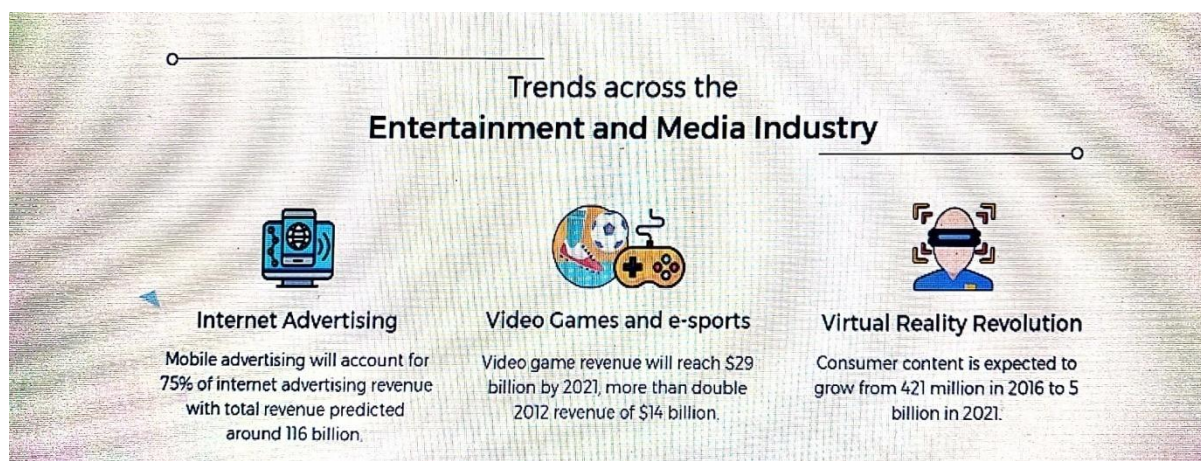 Trends across the
Entertainment and Media Industry
Internet Advertising
Mobile advertising will account for
75% of internet advertising revenue
with total revenue predicted
around 116 billion.
Video Games and e-sports
Video game revenue will reach $29
billion by 2021, more than double
2012 revenue of $14 billion.
Virtual Reality Revolution
Consumer content is expected to
grow from 421 million in 2016 to 5
billion in 2021.